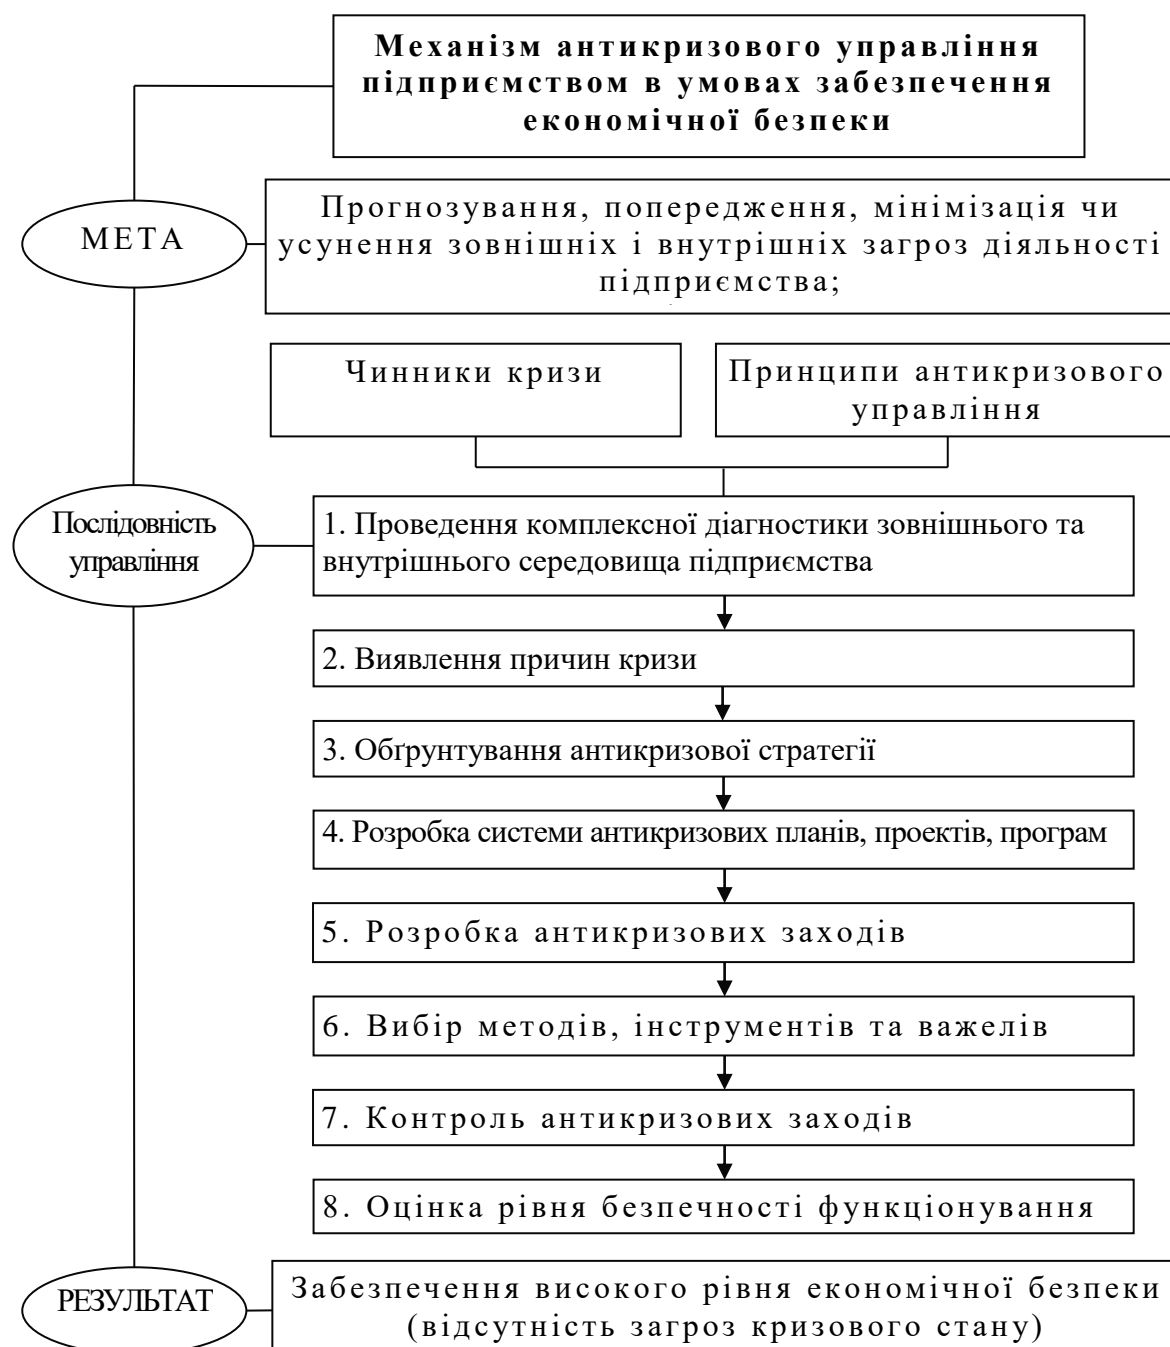 Механізм антикризового управління
підприємством в умовах забезпечення
економічної безпеки
МЕТА
Прогнозування, попередження, мінімізація чи
усунення зовнішніх і внутрішніх загроз діяльності
підприємства;
Чинники кризи
Принципи антикризового
управління
Послідовність
управління
1. Проведення комплексної діагностики зовнішнього та
внутрішнього середовища підприємства
2. Виявлення причин кризи
3. Обґрунтування антикризової стратегії
4. Розробка системи антикризових планів, проектів, програм
5. Розробка антикризових заходів
6. Вибір методів, інструментів та важелів
7. Контроль антикризових заходів
8. Оцінка рівня безпечності функціонування
РЕЗУЛЬТАТ
Забезпечення високого рівня економічної безпеки
(відсутність загроз кризового стану)